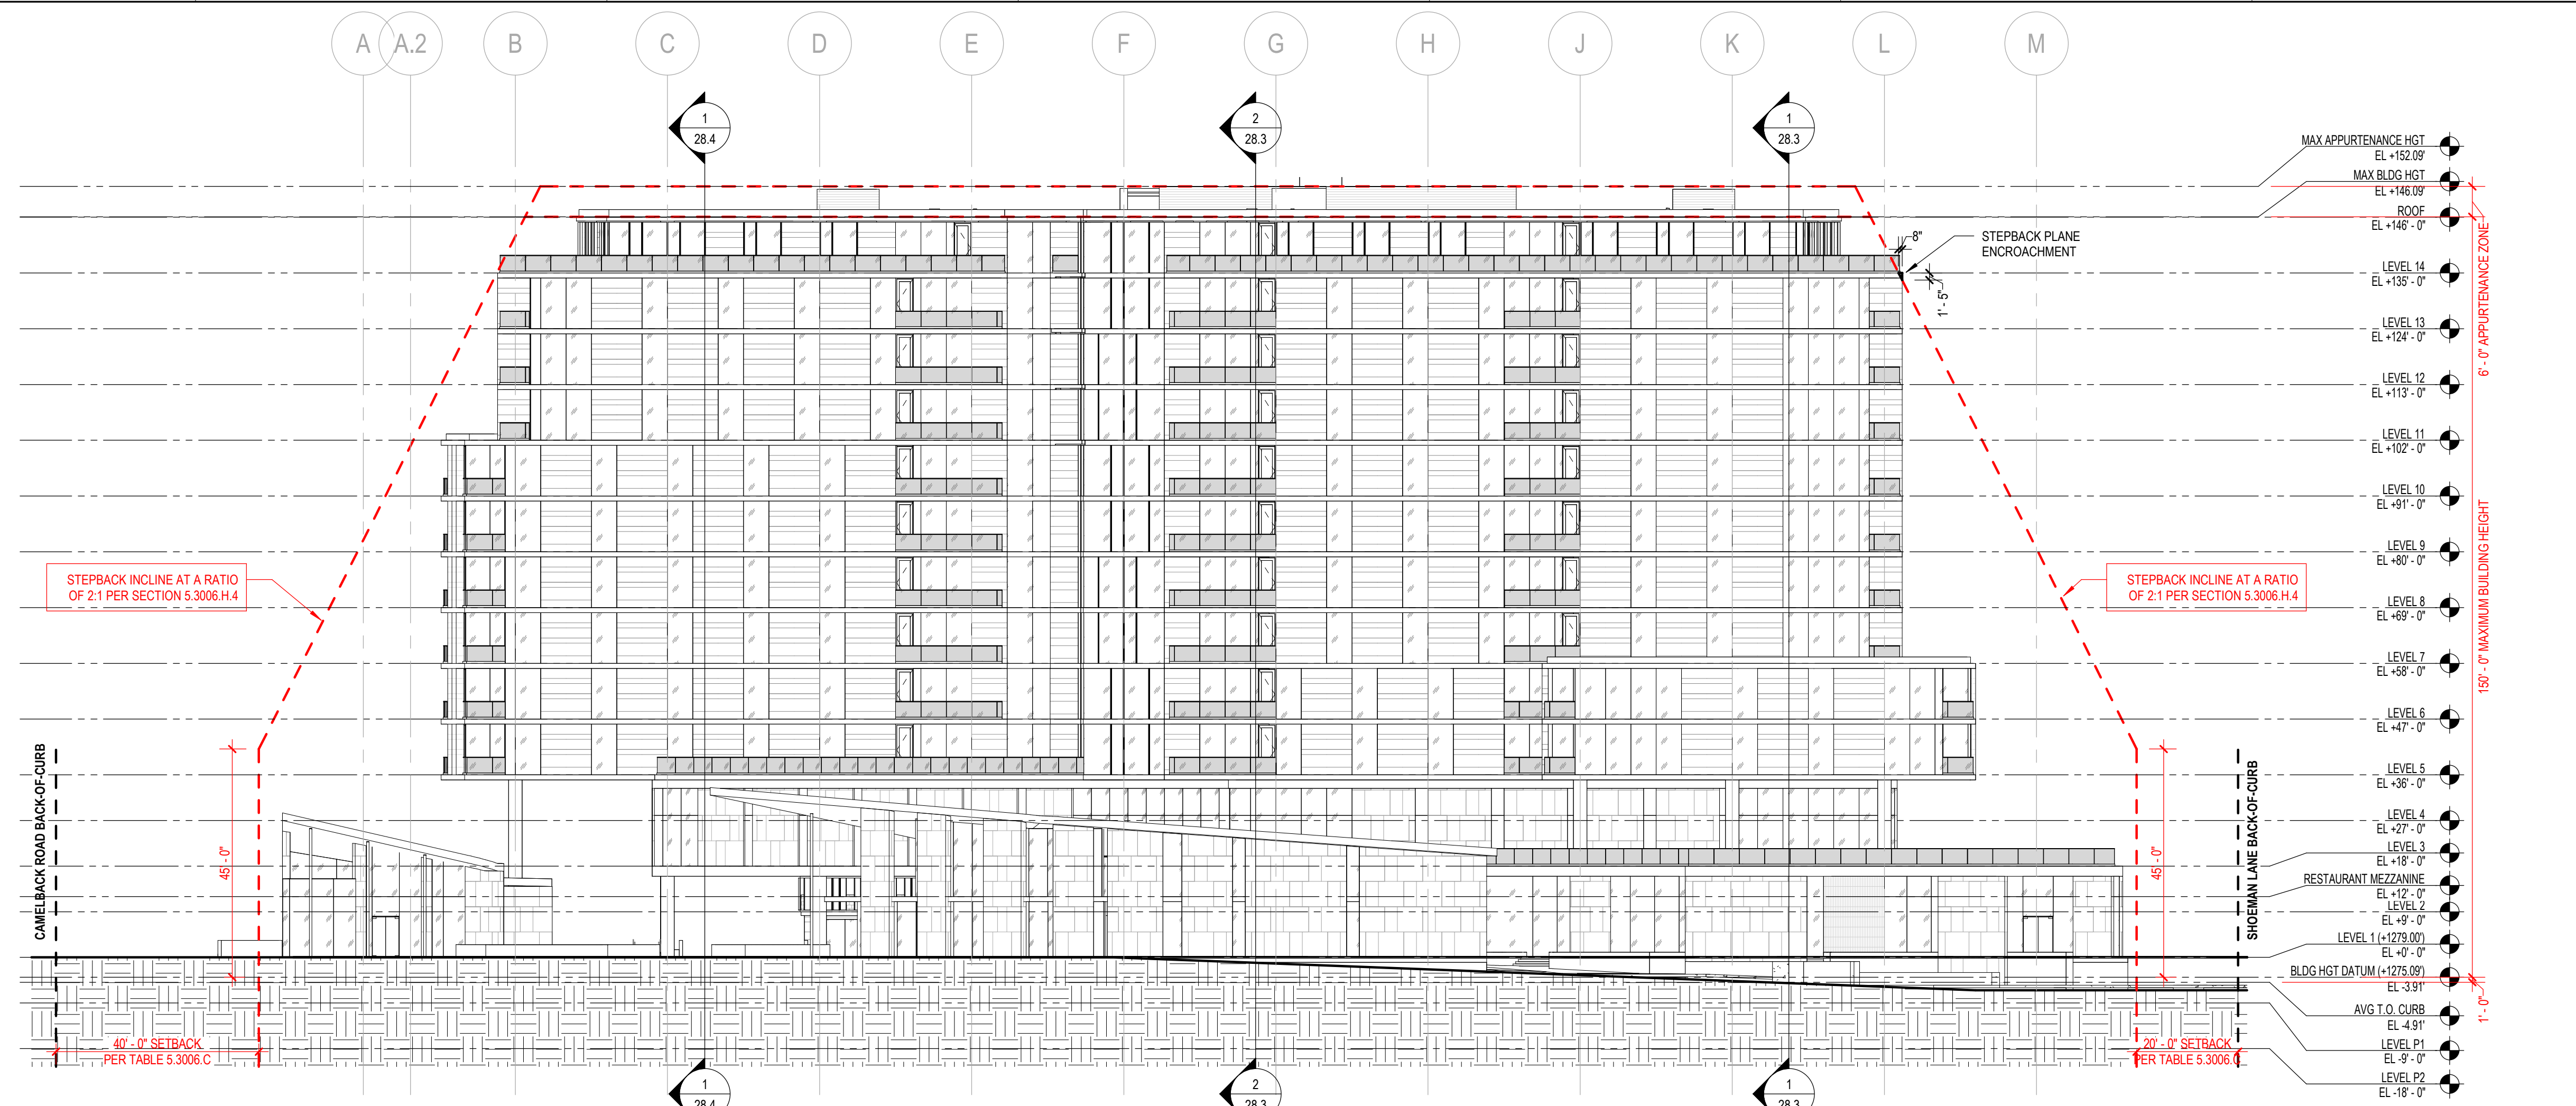 A
A.2
B
C
D
E
F
G
H
J
K
L
M
1
28.4
2
28.3
1
28.3
MAX APPURTENANCE HGT
EL +152.09'
MAX BLDG HGT
EL +146.09'
ROOF
EL +146' - 0"
8"
STEPBACK PLANE
ENCROACHMENT
1' - 5"
LEVEL 14
EL +135' - 0"
LEVEL 13
EL +124' - 0"
LEVEL 12
EL +113' - 0"
LEVEL 11
EL +102' - 0"
LEVEL 10
EL +91' - 0"
LEVEL 9
EL +80' - 0"
LEVEL 8
EL +69' - 0"
LEVEL 7
EL +58' - 0"
LEVEL 6
EL +47' - 0"
LEVEL 5
EL +36' - 0"
LEVEL 4
EL +27' - 0"
LEVEL 3
EL +18' - 0"
RESTAURANT MEZZANINE
EL +12' - 0"
LEVEL 2
EL +9' - 0"
LEVEL 1 (+1279.00')
EL +0' - 0"
BLDG HGT DATUM (+1275.09')
EL -3.91'
AVG T.O. CURB
EL -4.91'
LEVEL P1
EL -9' - 0"
LEVEL P2
EL -18' - 0"
6' - 0" APPURTENANCE ZONE
150' - 0" MAXIMUM BUILDING HEIGHT
1' - 0"
STEPBACK INCLINE AT A RATIO
OF 2:1 PER SECTION 5.3006.H.4
STEPBACK INCLINE AT A RATIO
OF 2:1 PER SECTION 5.3006.H.4
CAMELBACK ROAD BACK-OF-CURB
45' - 0"
45' - 0"
SHOEMAN LANE BACK-OF-CURB
40' - 0" SETBACK
PER TABLE 5.3006.C
20' - 0" SETBACK
PER TABLE 5.3006.C
1
28.4
2
28.3
1
28.3